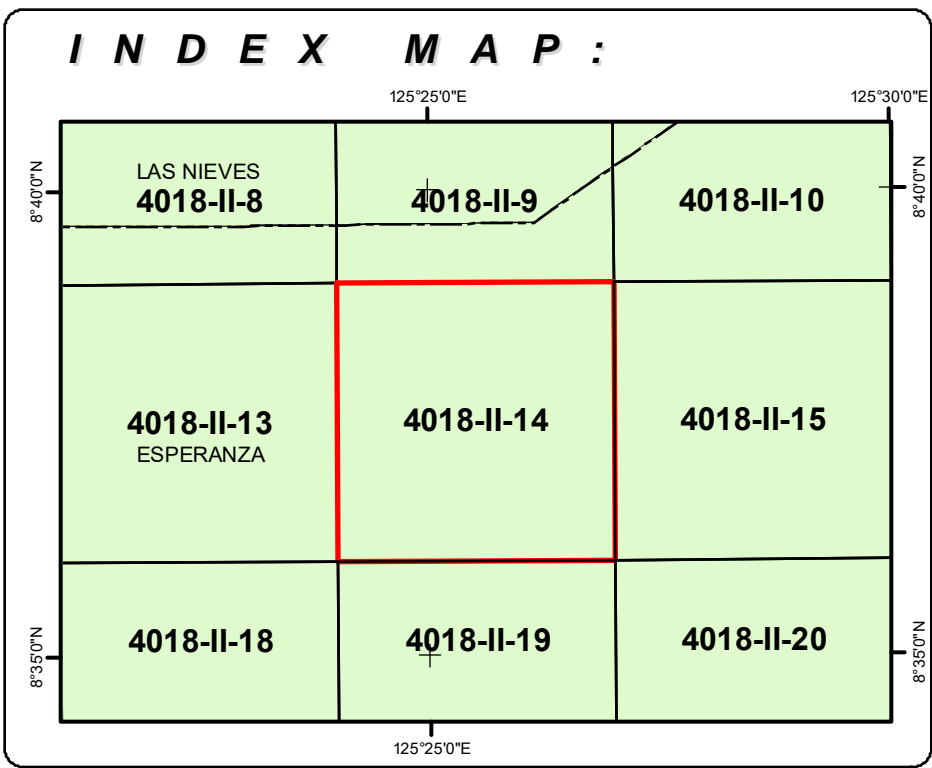 INDEX MAP:
125°25'0"E
125°30'0"E
8°40'0"N
8°40'0"N
LAS NIEVES
4018-II-8
4018-II-9
4018-II-10
4018-II-13
ESPERANZA
4018-II-14
4018-II-15
4018-II-18
4018-II-19
4018-II-20
8°35'0"N
8°35'0"N
125°25'0"E